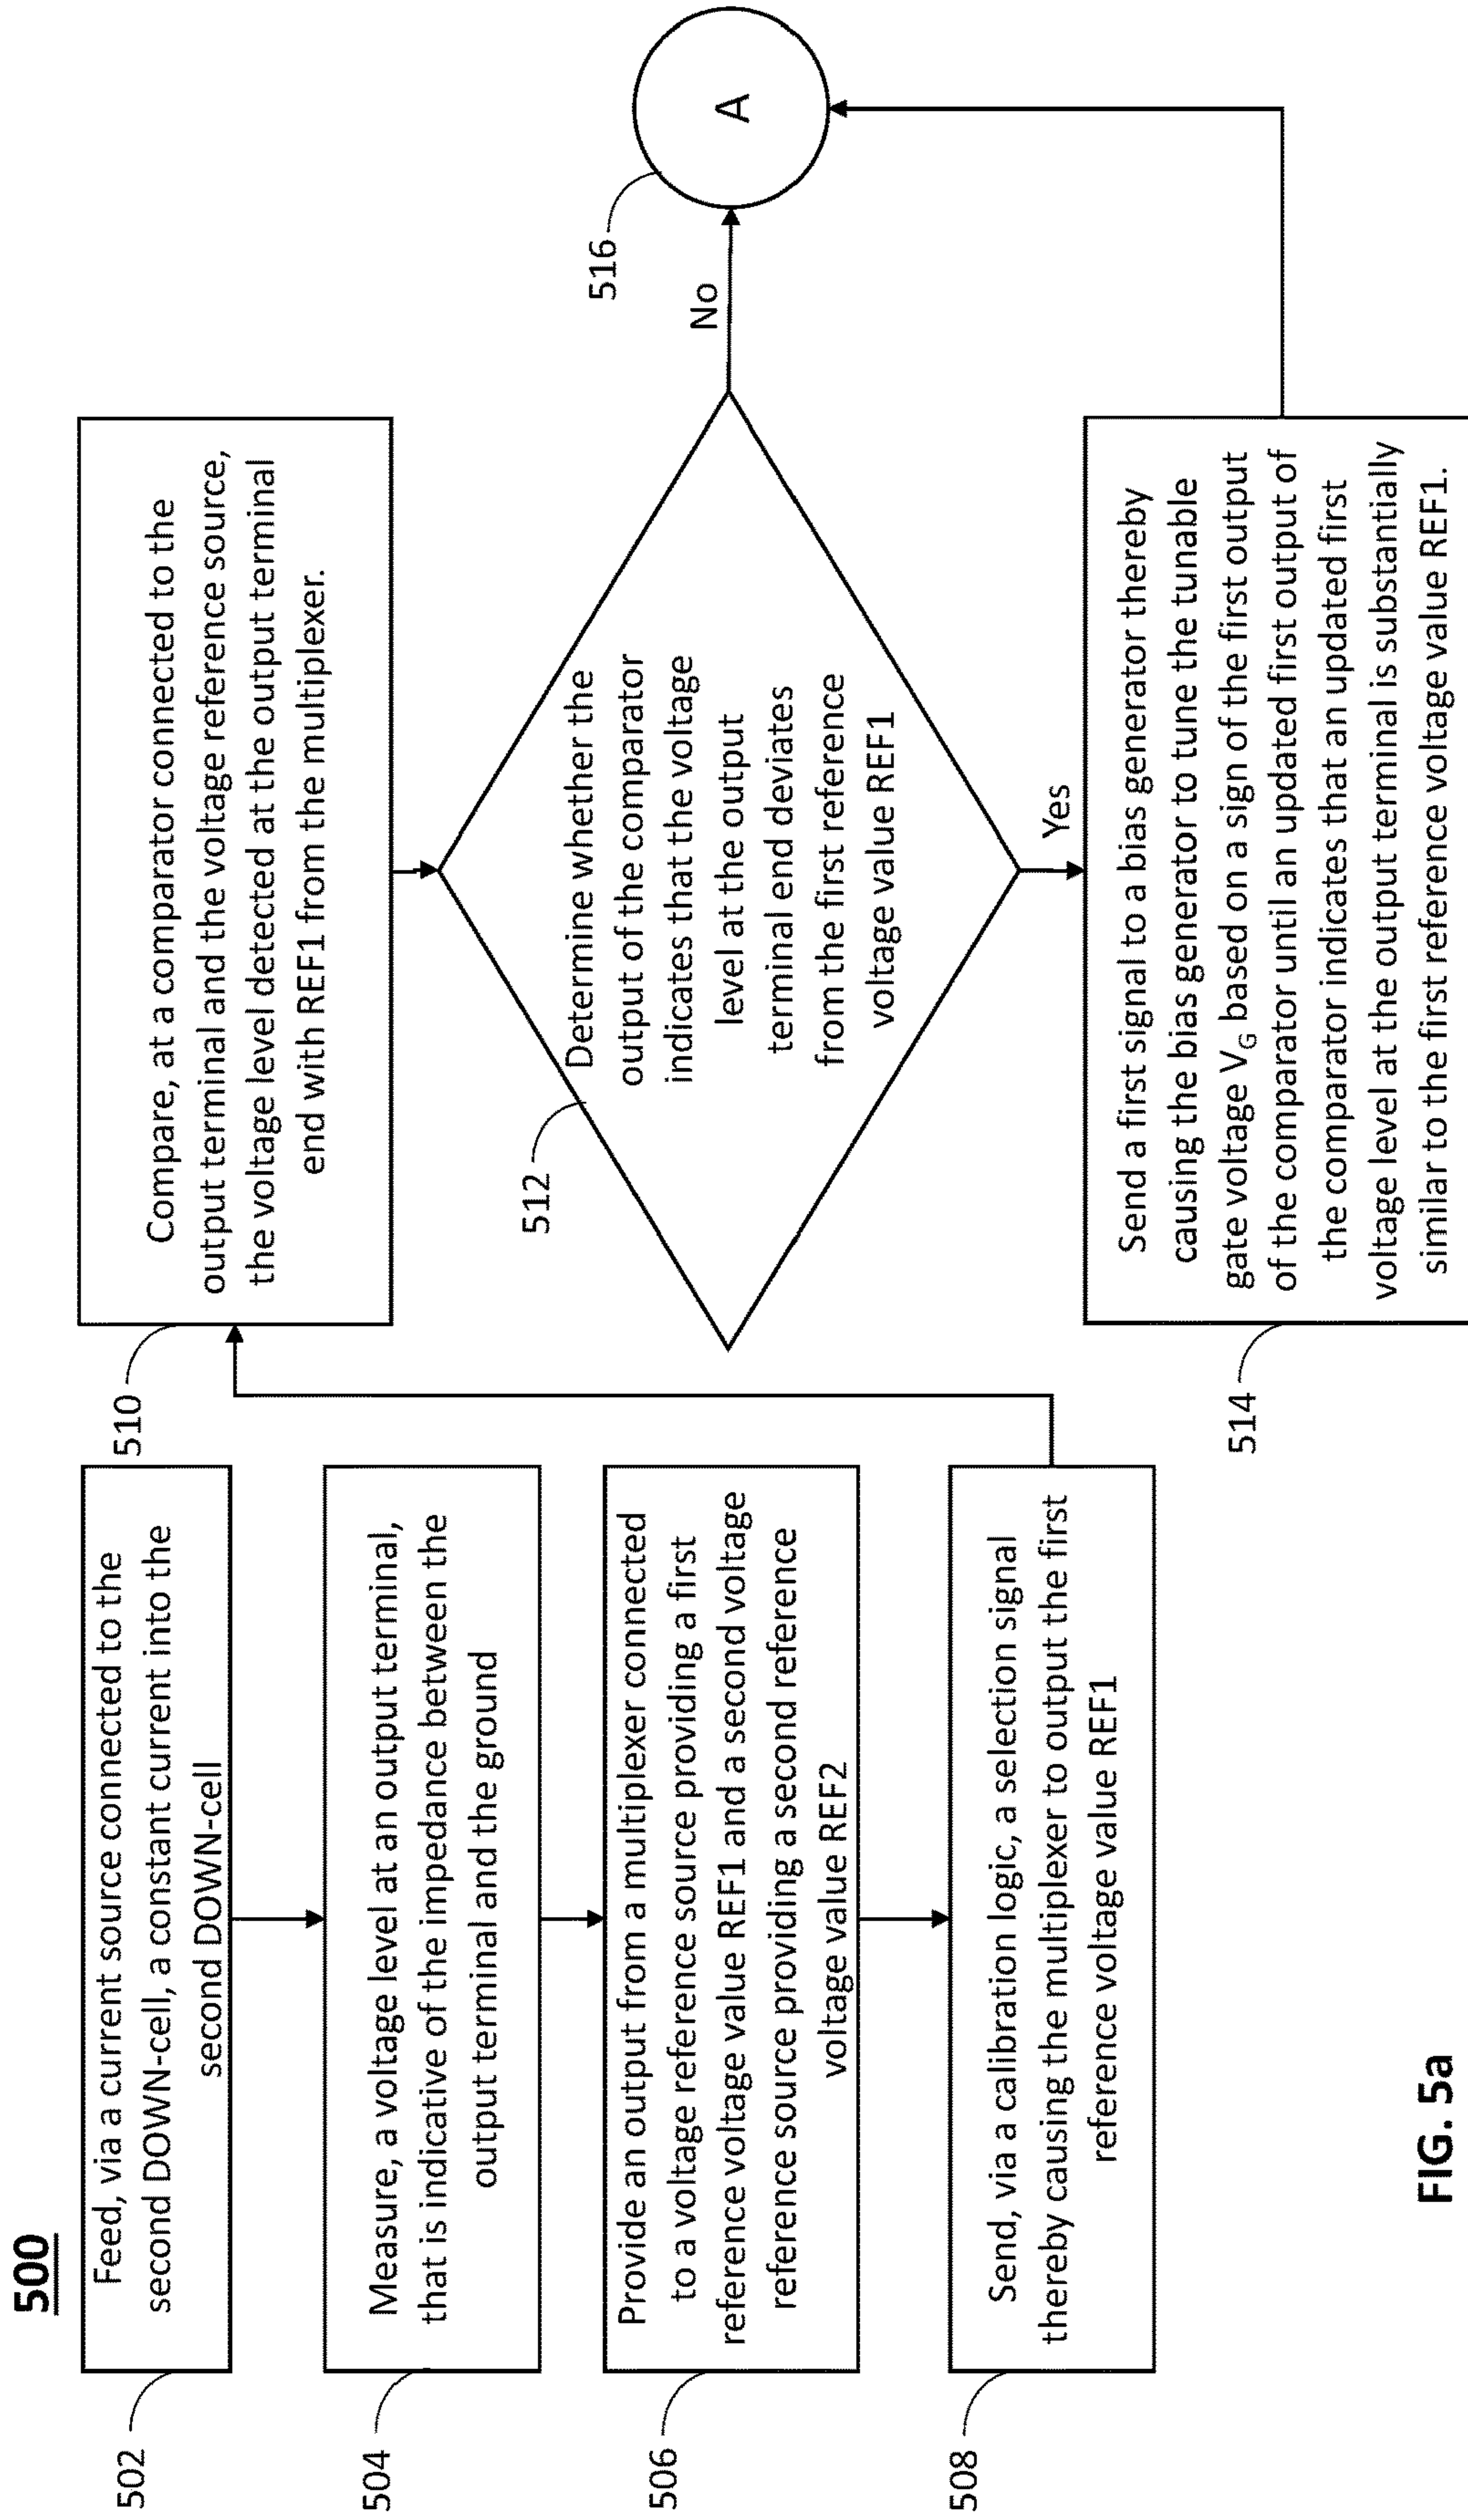 500
502
Feed, via a current source connected to the
second DOWN-cell, a constant current into the
second DOWN-cell
504
Measure, a voltage level at an output terminal,
that is indicative of the impedance between the
output terminal and the ground
506
Provide an output from a multiplexer connected
to a voltage reference source providing a first
reference voltage value REF1 and a second voltage
reference source providing a second reference
voltage value REF2
508
Send, via a calibration logic, a selection signal
thereby causing the multiplexer to output the first
reference voltage value REF1
510
Compare, at a comparator connected to the
output terminal and the voltage reference source,
the voltage level detected at the output terminal
end with REF1 from the multiplexer.
512
Determine whether the
output of the comparator
indicates that the voltage
level at the output
terminal end deviates
from the first reference
voltage value REF1
No
516
A
Yes
514
Send a first signal to a bias generator thereby
causing the bias generator to tune the tunable
gate voltage VG based on a sign of the first output
of the comparator until an updated first output of
the comparator indicates that an updated first
voltage level at the output terminal is substantially
similar to the first reference voltage value REF1.
FIG. 5a